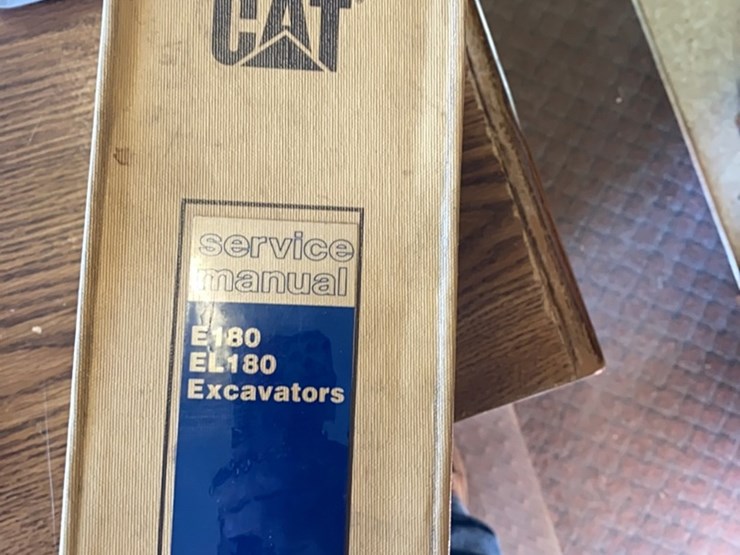 CAT
service
manual
E180
EL180
Excavators